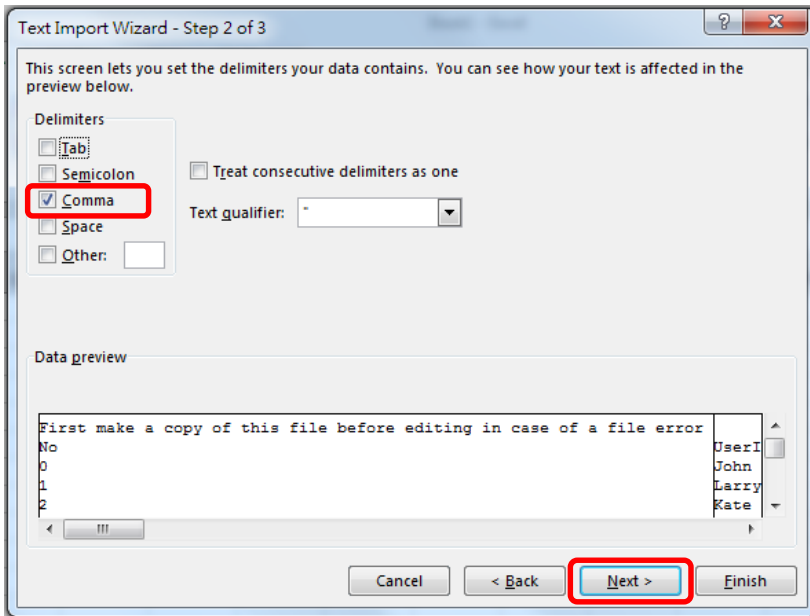 Text Import Wizard - Step 2 of 3
This screen lets you set the delimiters your data contains. You can see how your text is affected in the
preview below.
Delimiters
Tab
Semicolon
Treat consecutive delimiters as one
Comma
Text qualifier: "
Space
Other:
Data preview
First make a copy of this file before editing in case of a file error
No UserI
0 John
1 Larry
2 Kate
Cancel < Back Next > Finish